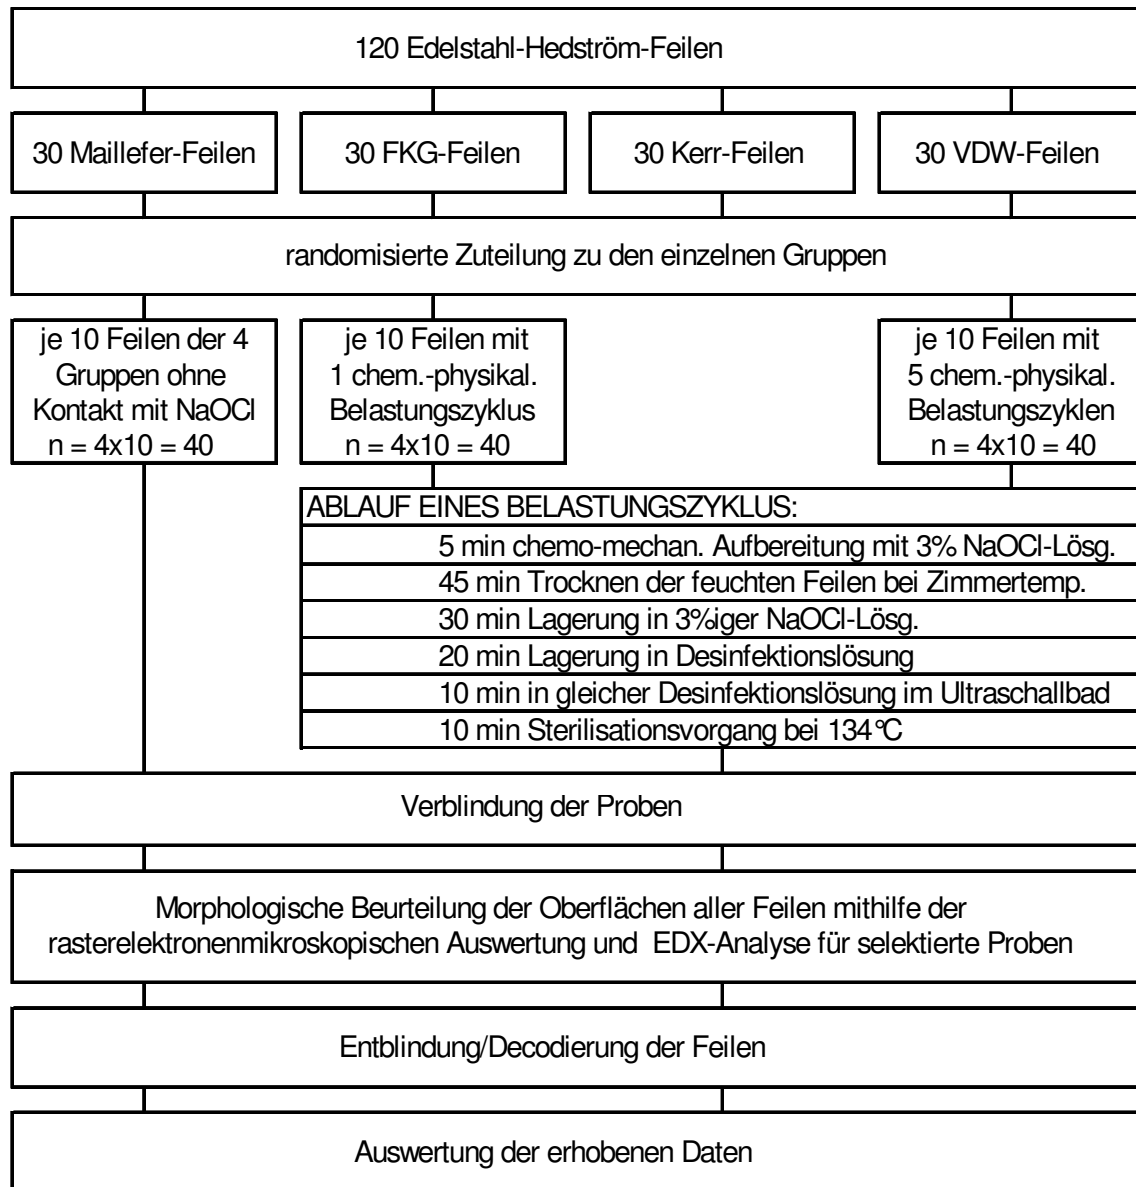 120 Edelstahl-Hedström-Feilen
30 Maillefer-Feilen
30 FKG-Feilen
30 Kerr-Feilen
30 VDW-Feilen
randomisierte Zuteilung zu den einzelnen Gruppen
je 10 Feilen der 4
Gruppen ohne
Kontakt mit NaOCl
n = 4x10 = 40
je 10 Feilen mit
1 chem.-physikal.
Belastungszyklus
n = 4x10 = 40
je 10 Feilen mit
5 chem.-physikal.
Belastungszyklen
n = 4x10 = 40
ABLAUF EINES BELASTUNGSZYKLUS:
5 min chemo-mechan. Aufbereitung mit 3% NaOCl-Lösg.
45 min Trocknen der feuchten Feilen bei Zimmertemp.
30 min Lagerung in 3%iger NaOCl-Lösg.
20 min Lagerung in Desinfektionslösung
10 min in gleicher Desinfektionslösung im Ultraschallbad
10 min Sterilisationsvorgang bei 134°C
Verblindung der Proben
Morphologische Beurteilung der Oberflächen aller Feilen mithilfe der
rasterelektronenmikroskopischen Auswertung und EDX-Analyse für selektierte Proben
Entblindung/Decodierung der Feilen
Auswertung der erhobenen Daten